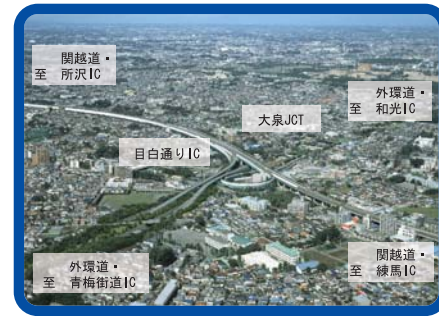 関越道・
至 所沢IC
外環道・
至 和光IC
大泉JCT
目白通りIC
外環道・
至 青梅街道IC
関越道・
至 練馬IC